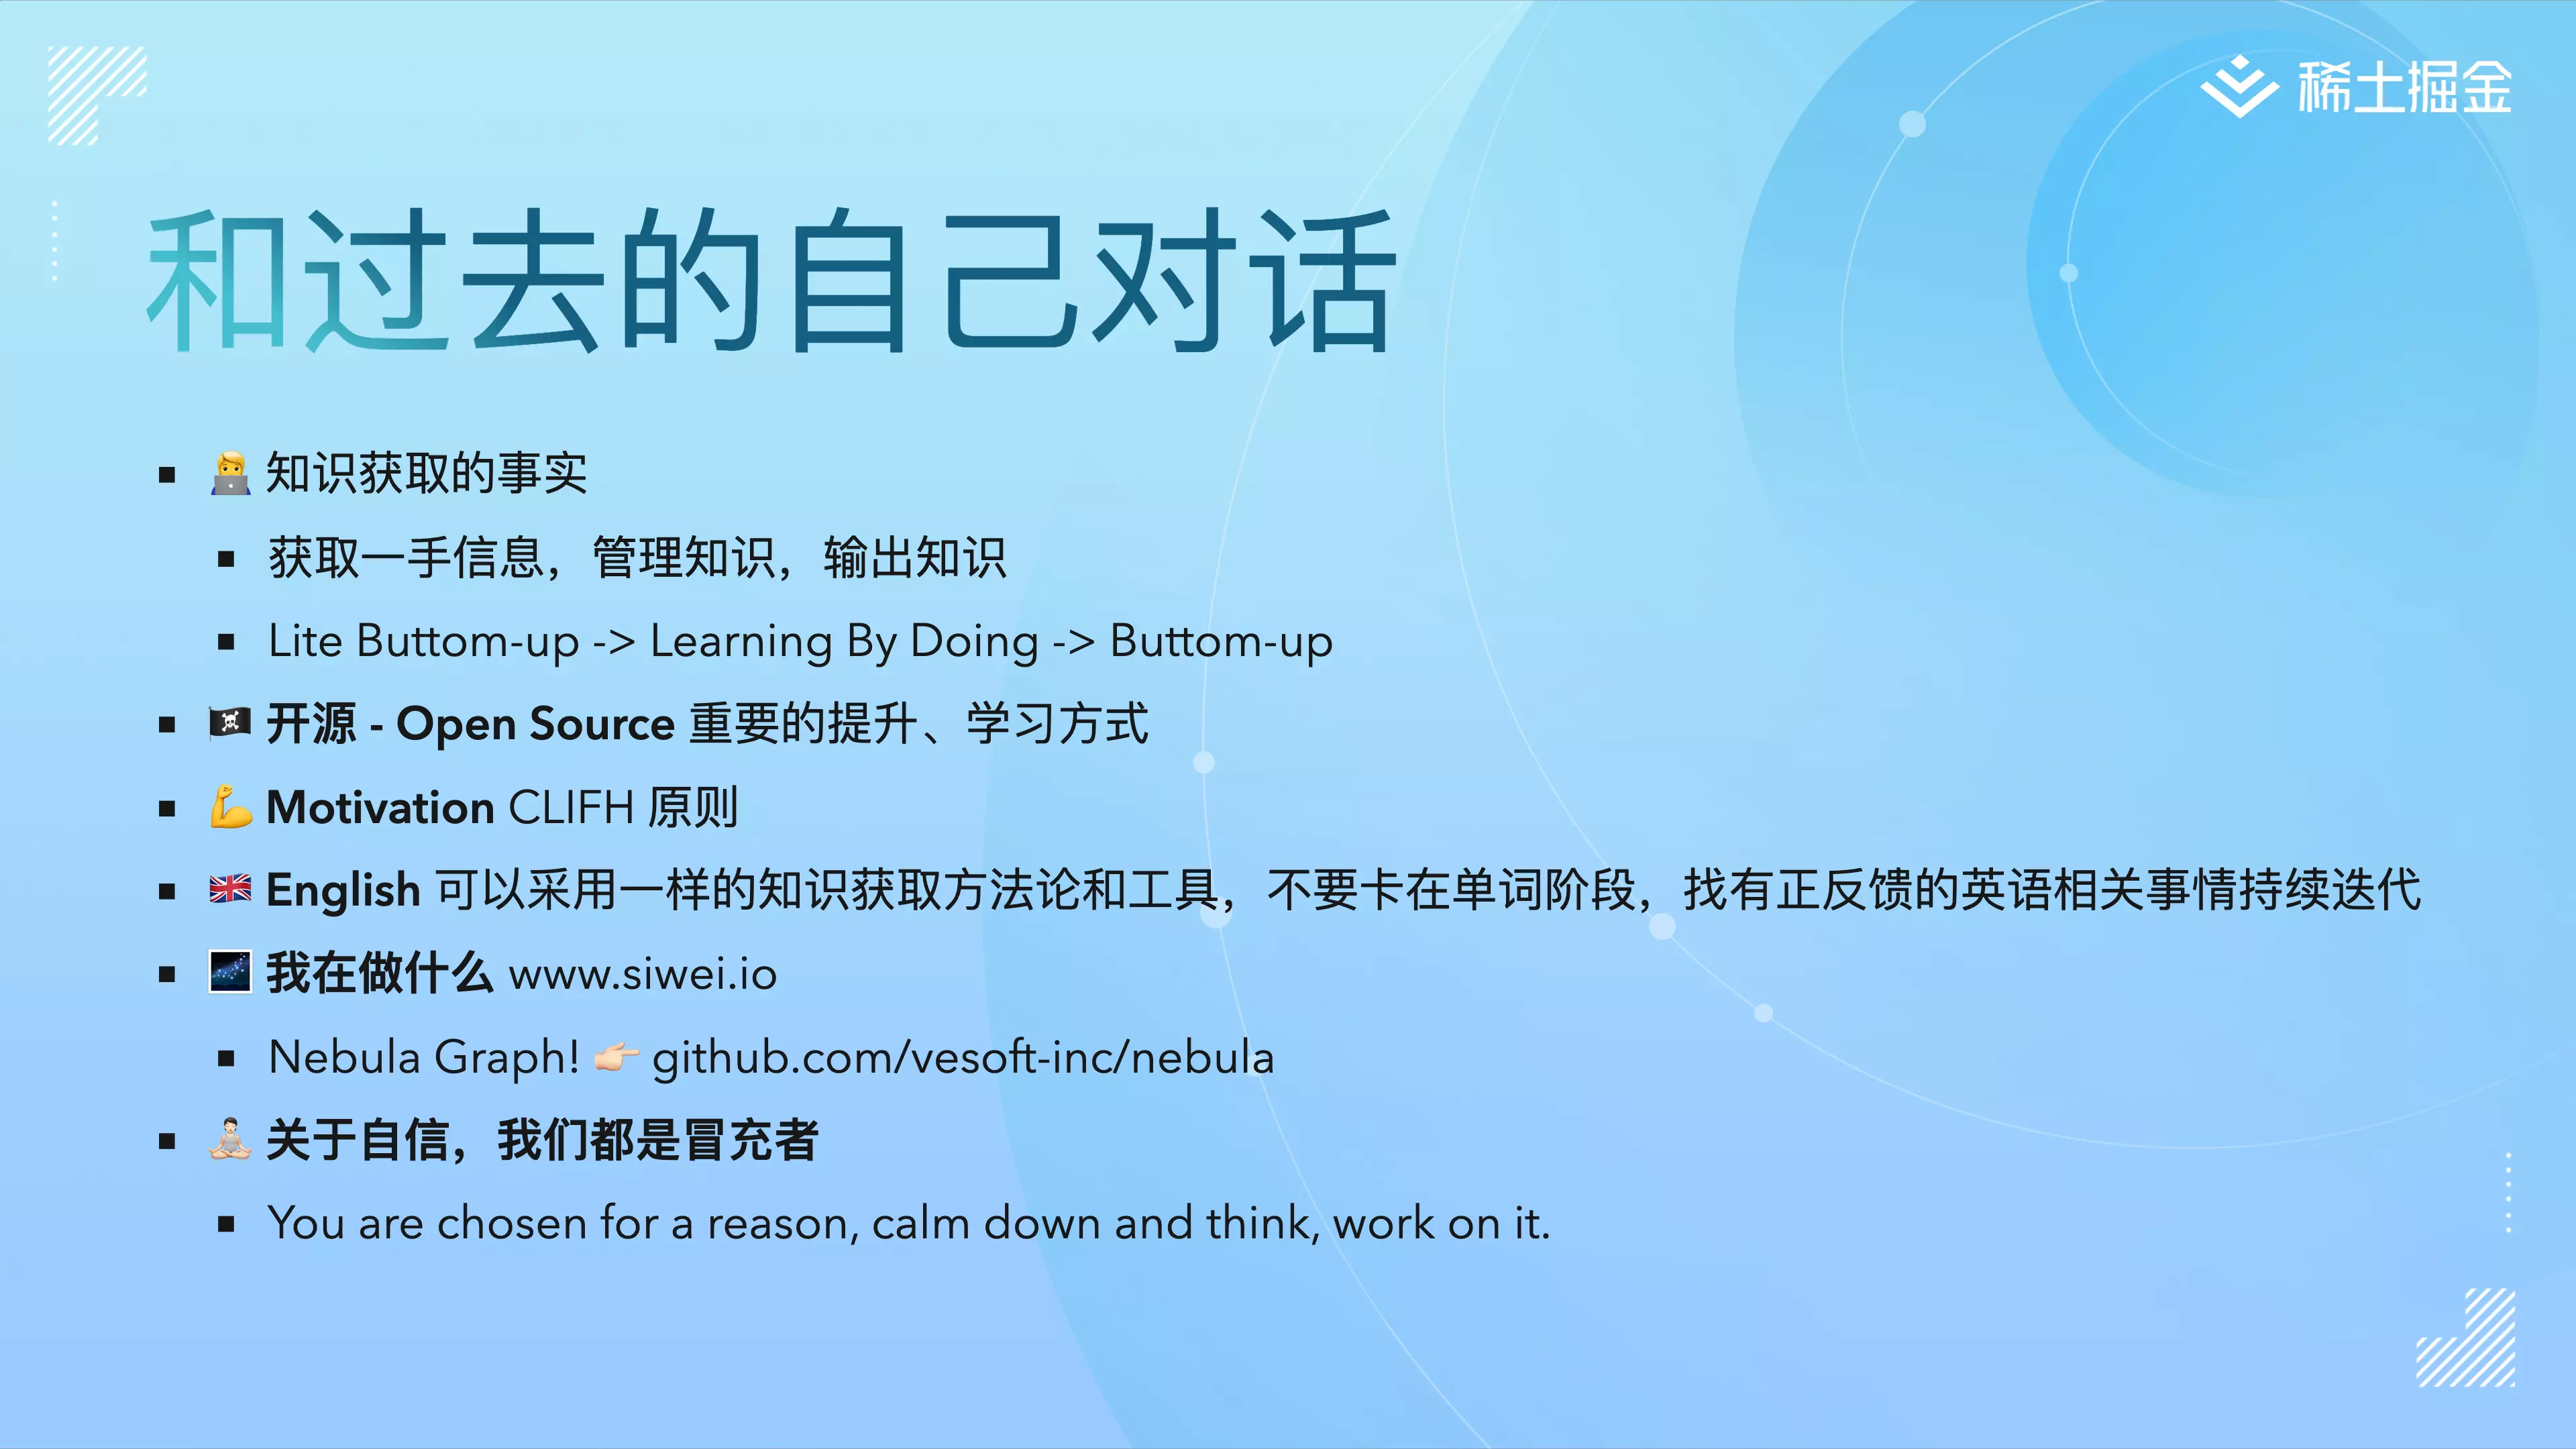 稀土掘金
和过去的自己对话
知识获取的事实
获取一手信息，管理知识，输出知识
Lite Buttom-up -> Learning By Doing -> Buttom-up
开源 - Open Source 重要的提升、学习方式
Motivation CLIFH 原则
English 可以采用一样的知识获取方法论和工具，不要卡在单词阶段，找有正反馈的英语相关事情持续迭代
我在做什么 www.siwei.io
Nebula Graph! 👉🏻 github.com/vesoft-inc/nebula
关于自信，我们都是冒充者
You are chosen for a reason, calm down and think, work on it.